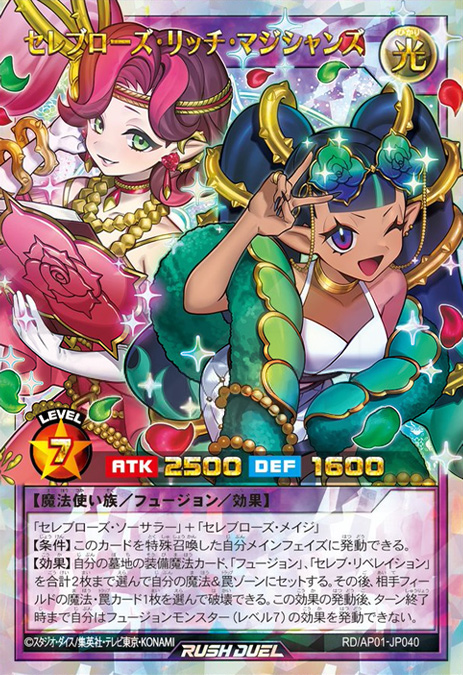 セレブローズ・リッチ・マジシャンズ
ひかり
光
LEVEL
7
ATK 2500 DEF 1600
【魔法使い族／フュージョン／効果】
「セレブローズ・ソーサラー」+「セレブローズ・メイジ」
【条件】このカードを特殊召喚した自分メインフェイズに発動できる。
【効果】自分の墓地の装備魔法カード、「フュージョン」、「セレブ・リベレイション」
を合計2枚まで選んで自分の魔法&罠ゾーンにセットする。その後、相手フィー
ルドの魔法・罠カード1枚を選んで破壊できる。この効果の発動後、ターン終了
時まで自分はフュージョンモンスター(レベル7)の効果を発動できない。
©スタジオ・ダイス/集英社・テレビ東京・KONAMI
RUSH DUEL
RD/AP01-JP040